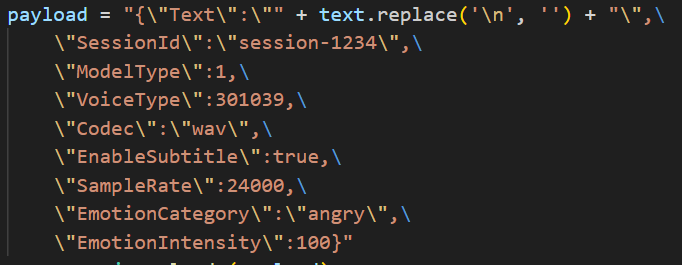 payload = "{\"Text\":\"" + text.replace('\n', '') + "\",\
\"SessionId\":\"session-1234\",\
\"ModelType\":1,\
\"VoiceType\":301039,\
\"Codec\":\"wav\",\
\"EnableSubtitle\":true,\
\"SampleRate\":24000,\
\"EmotionCategory\":\"angry\",\
\"EmotionIntensity\":100}"